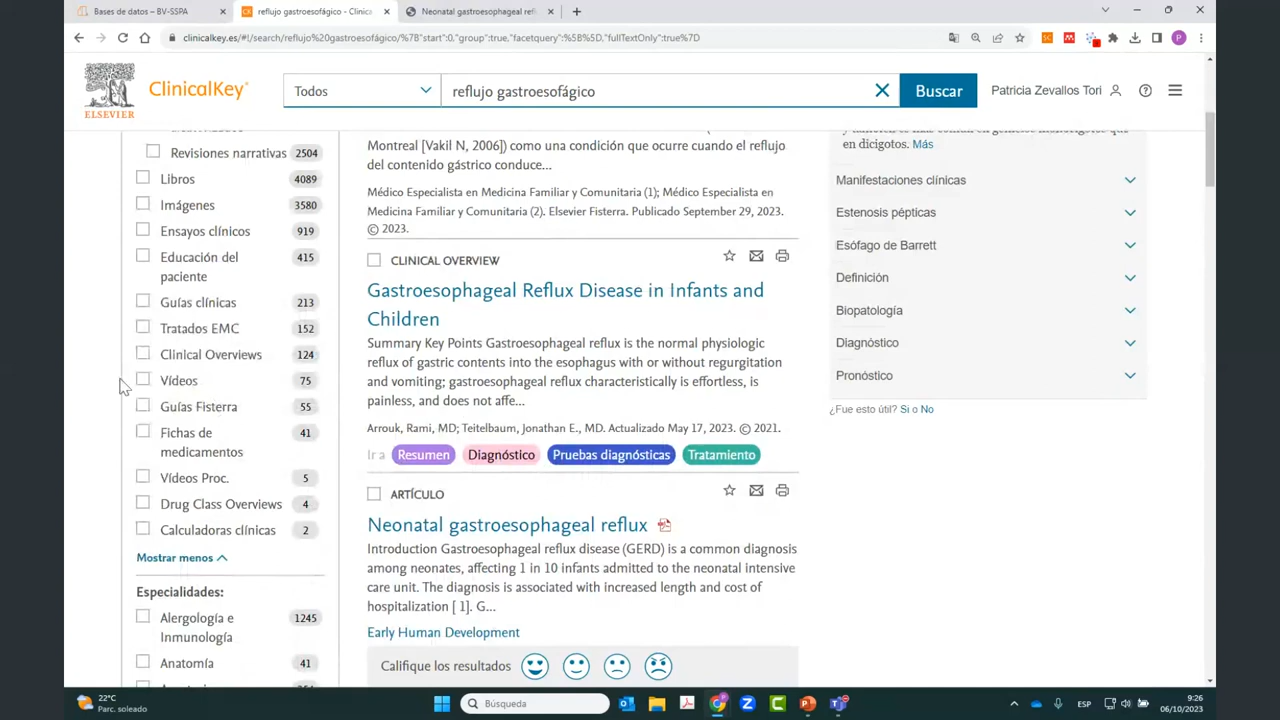 Bases de datos – BV-SSPA
reflujo gastroesofágico - Clinica
Neonatal gastroesophageal refl
clinicalkey.es/#!/search/reflujo%20gastroesofágico/%7B"start":0,"group":true,"facetquery":%5B%5D,"fullTextOnly":true%7D
ELSEVIER
ClinicalKey
Todos
reflujo gastroesofágico
Buscar
Patricia Zevallos Tori
Revisiones narrativas 2504
Libros 4089
Imágenes 3580
Ensayos clínicos 919
Educación del 415
paciente
Guías clínicas 213
Tratados EMC 152
Clinical Overviews 124
Vídeos 75
Guías Fisterra 55
Fichas de 41
medicamentos
Vídeos Proc. 5
Drug Class Overviews 4
Calculadoras clínicas 2
Mostrar menos
Especialidades:
Alergología e 1245
Inmunología
Anatomía 41
Montreal [Vakil N, 2006]) como una condición que ocurre cuando el reflujo
del contenido gástrico conduce...
Médico Especialista en Medicina Familiar y Comunitaria (1); Médico Especialista en
Medicina Familiar y Comunitaria (2). Elsevier Fisterra. Publicado September 29, 2023.
© 2023.
CLINICAL OVERVIEW
Gastroesophageal Reflux Disease in Infants and
Children
Summary Key Points Gastroesophageal reflux is the normal physiologic
reflux of gastric contents into the esophagus with or without regurgitation
and vomiting; gastroesophageal reflux characteristically is effortless, is
painless, and does not affe...
Arrouk, Rami, MD; Teitelbaum, Jonathan E., MD. Actualizado May 17, 2023. © 2021.
Ir a Resumen Diagnóstico Pruebas diagnósticas Tratamiento
ARTÍCULO
Neonatal gastroesophageal reflux
Introduction Gastroesophageal reflux disease (GERD) is a common diagnosis
among neonates, affecting 1 in 10 infants admitted to the neonatal intensive
care unit. The diagnosis is associated with increased length and cost of
hospitalization [ 1]. G...
Early Human Development
Califique los resultados
en dicigotos. Más
Manifestaciones clínicas
Estenosis pépticas
Esófago de Barrett
Definición
Biopatología
Diagnóstico
Pronóstico
¿Fue esto útil? Si o No
22°C
Parc. soleado
Búsqueda
ESP
9:26
06/10/2023